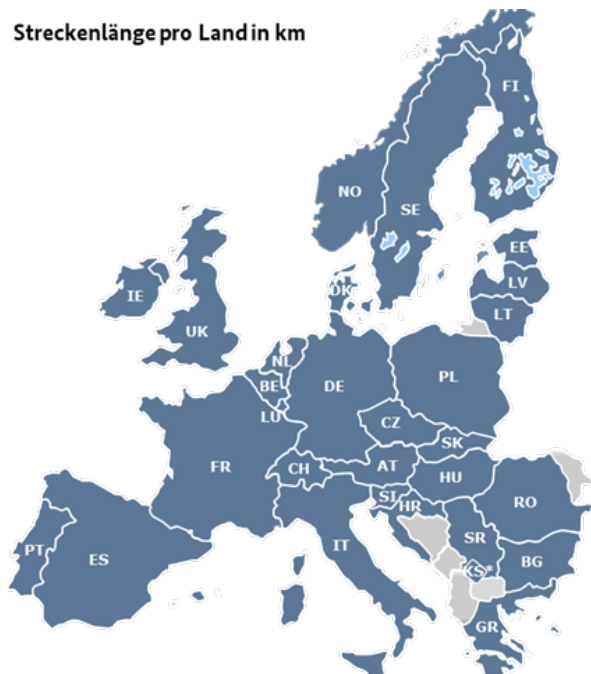 Streckenlänge pro Land in km
FI
NO
SE
EE
LV
LT
DK
IE
UK
NL
BE
DE
PL
LU
CZ
SK
FR
CH
AT
HU
SI
HR
RO
IT
SR
PT
ES
KS*
BG
GR